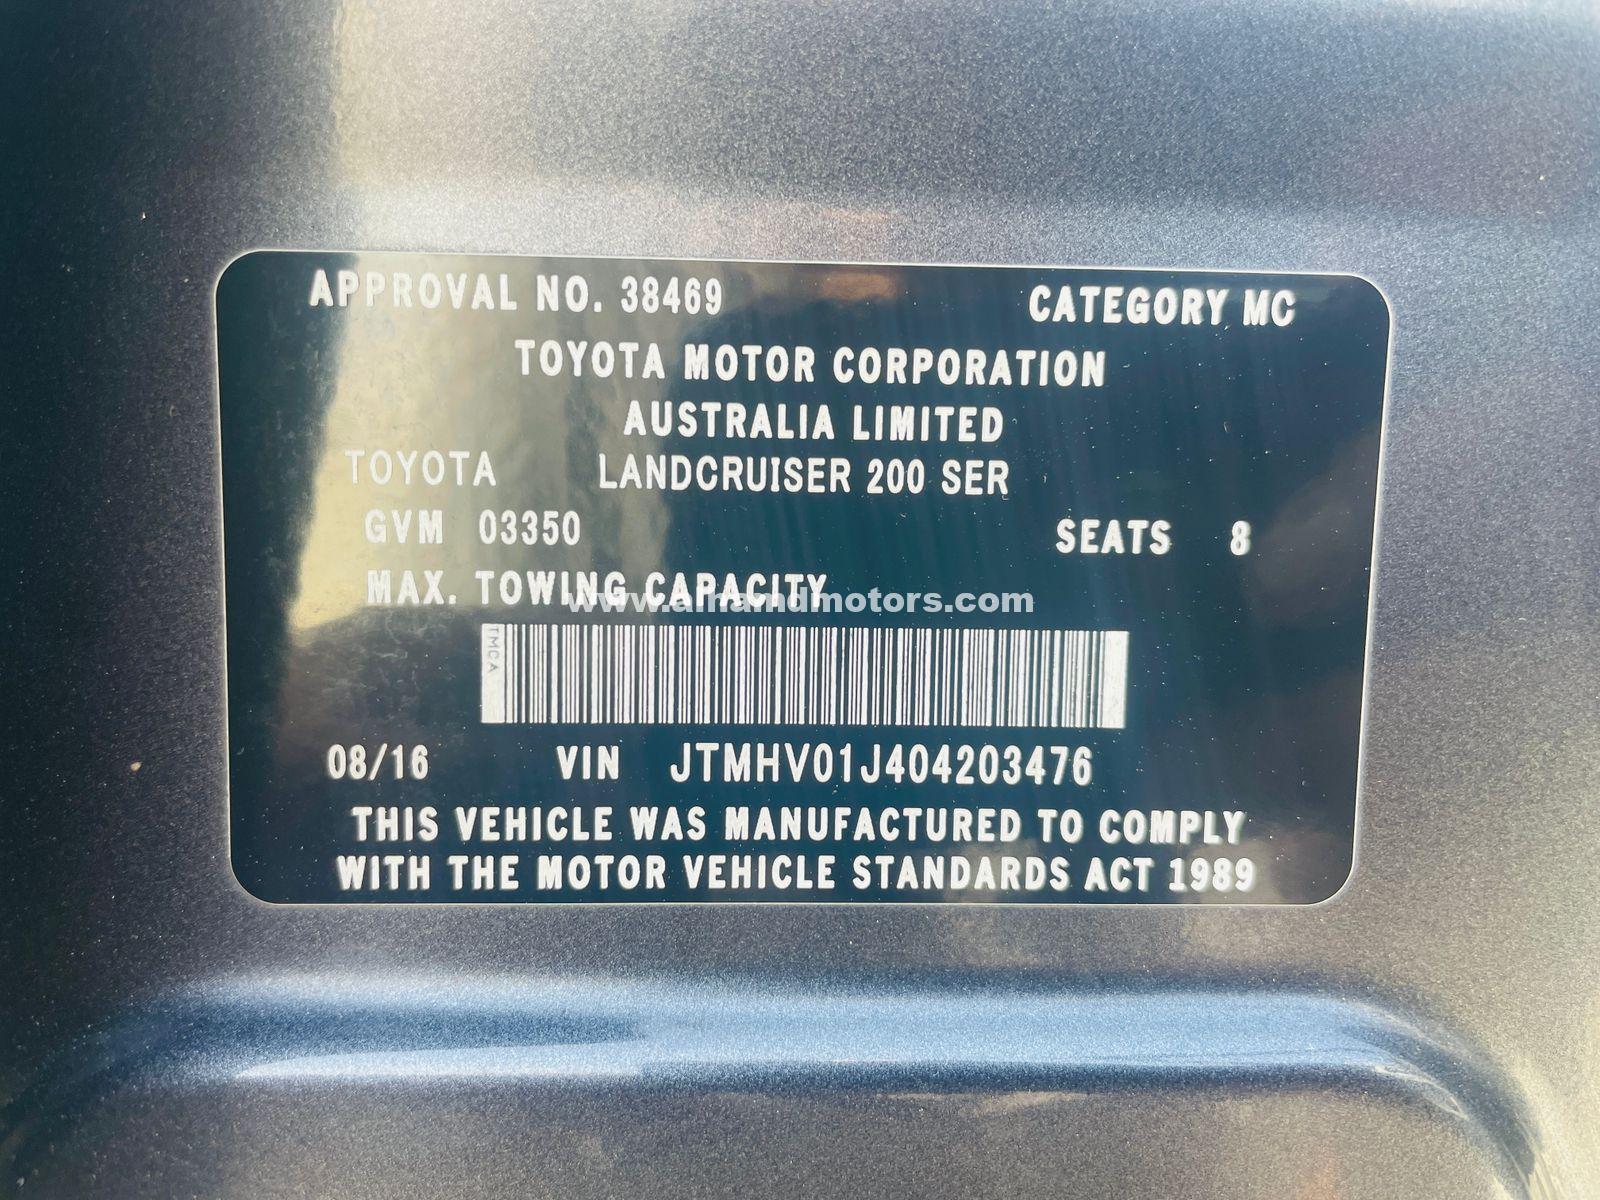 APPROVAL NO. 38469 CATEGORY MC
TOYOTA MOTOR CORPORATION
AUSTRALIA LIMITED
TOYOTA LANDCRUISER 200 SER
GVM 03350 SEATS 8
MAX. TOWING CAPACITY
www.alhamdmotors.com
TMCA
08/16 VIN JTMHV01J404203476
THIS VEHICLE WAS MANUFACTURED TO COMPLY
WITH THE MOTOR VEHICLE STANDARDS ACT 1989